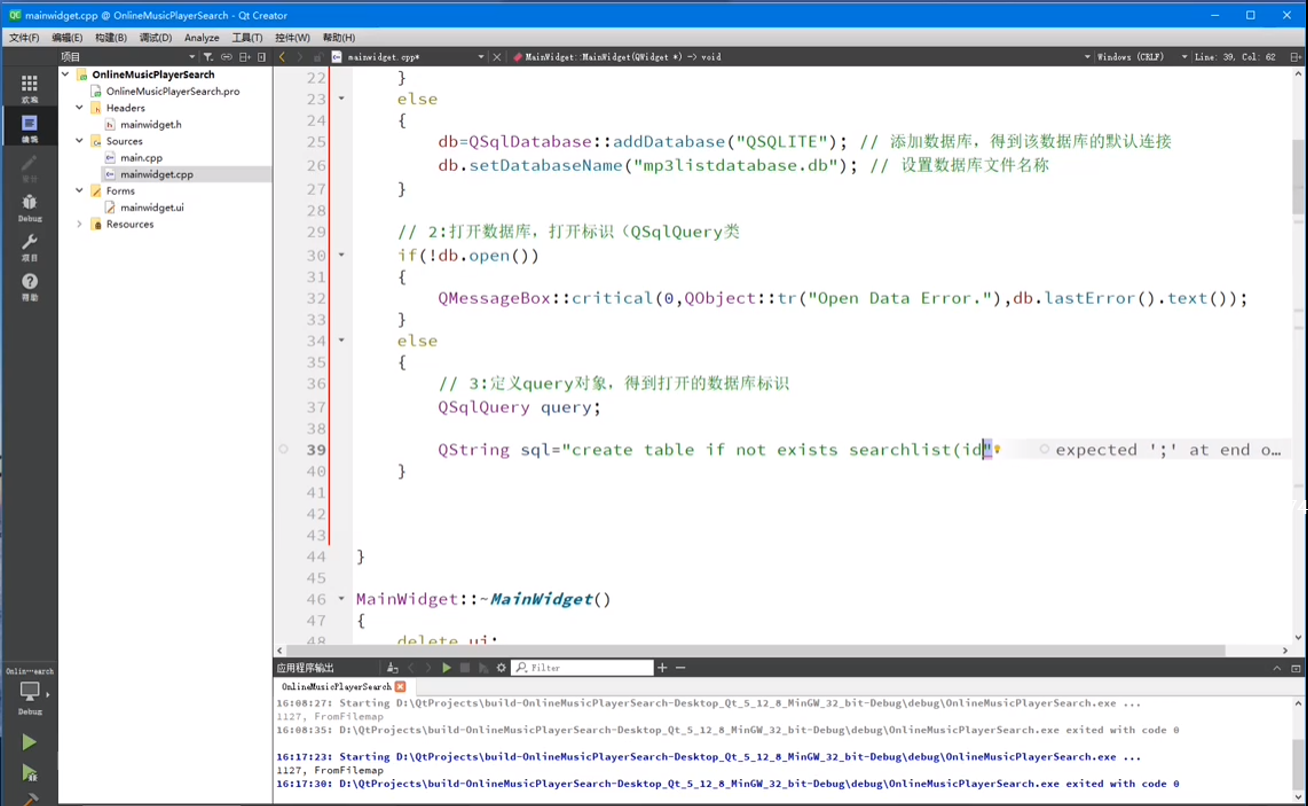 mainwidget.cpp @ OnlineMusicPlayerSearch - Qt Creator
文件(F) 编辑(E) 构建(B) 调试(D) Analyze 工具(T) 控件(W) 帮助(H)
项目
mainwidget.cpp*
MainWidget::MainWidget(QWidget *) -> void
Windows (CRLF)
Line: 39, Col: 62
欢迎
编辑
设计
Debug
项目
帮助
OnlineMusicPlayerSearch
OnlineMusicPlayerSearch.pro
Headers
mainwidget.h
Sources
main.cpp
mainwidget.cpp
Forms
mainwidget.ui
Resources
22 }
23 else
24 {
25 db=QSqlDatabase::addDatabase("QSQLITE"); // 添加数据库，得到该数据库的默认连接
26 db.setDatabaseName("mp3listdatabase.db"); // 设置数据库文件名称
27 }
28
29 // 2:打开数据库，打开标识（QSqlQuery类
30 if(!db.open())
31 {
32 QMessageBox::critical(0,QObject::tr("Open Data Error."),db.lastError().text());
33 }
34 else
35 {
36 // 3:定义query对象，得到打开的数据库标识
37 QSqlQuery query;
38
39 QString sql="create table if not exists searchlist(id" expected ';' at end o…
40 }
41
42
43
44 }
45
46 MainWidget::~MainWidget()
47 {
48 delete ui;
Onlin…earch
Debug
应用程序输出
Filter
OnlineMusicPlayerSearch
16:08:27: Starting D:\QtProjects\build-OnlineMusicPlayerSearch-Desktop_Qt_5_12_8_MinGW_32_bit-Debug\debug\OnlineMusicPlayerSearch.exe ...
1127, FromFilemap
16:08:35: D:\QtProjects\build-OnlineMusicPlayerSearch-Desktop_Qt_5_12_8_MinGW_32_bit-Debug\debug\OnlineMusicPlayerSearch.exe exited with code 0
16:17:23: Starting D:\QtProjects\build-OnlineMusicPlayerSearch-Desktop_Qt_5_12_8_MinGW_32_bit-Debug\debug\OnlineMusicPlayerSearch.exe ...
1127, FromFilemap
16:17:30: D:\QtProjects\build-OnlineMusicPlayerSearch-Desktop_Qt_5_12_8_MinGW_32_bit-Debug\debug\OnlineMusicPlayerSearch.exe exited with code 0